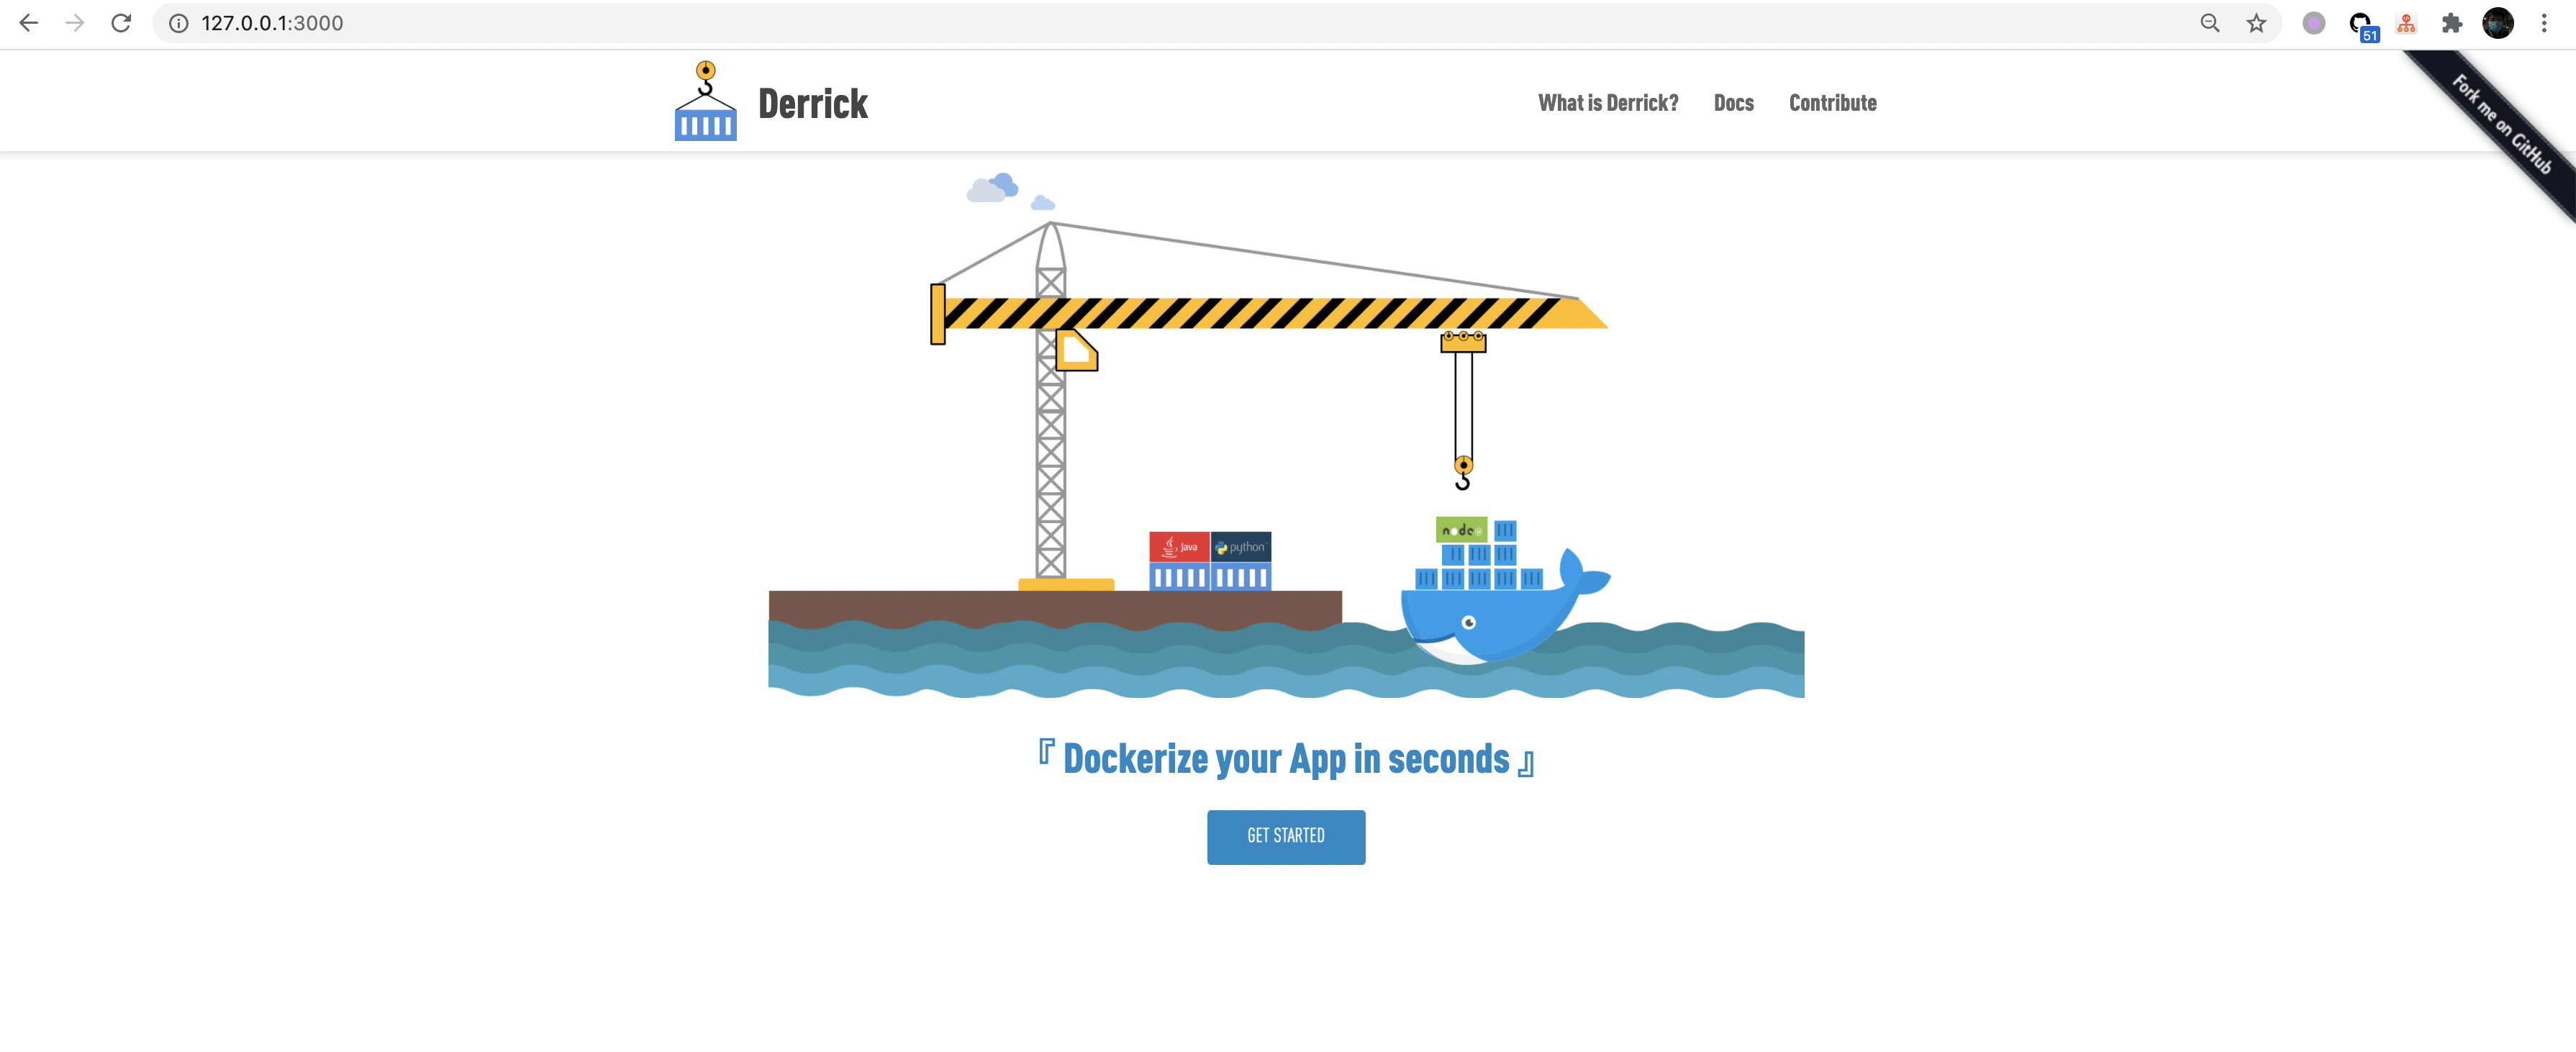 127.0.0.1:3000
51
Derrick
What is Derrick?
Docs
Contribute
Fork me on GitHub
node
Java
python
『 Dockerize your App in seconds 』
GET STARTED